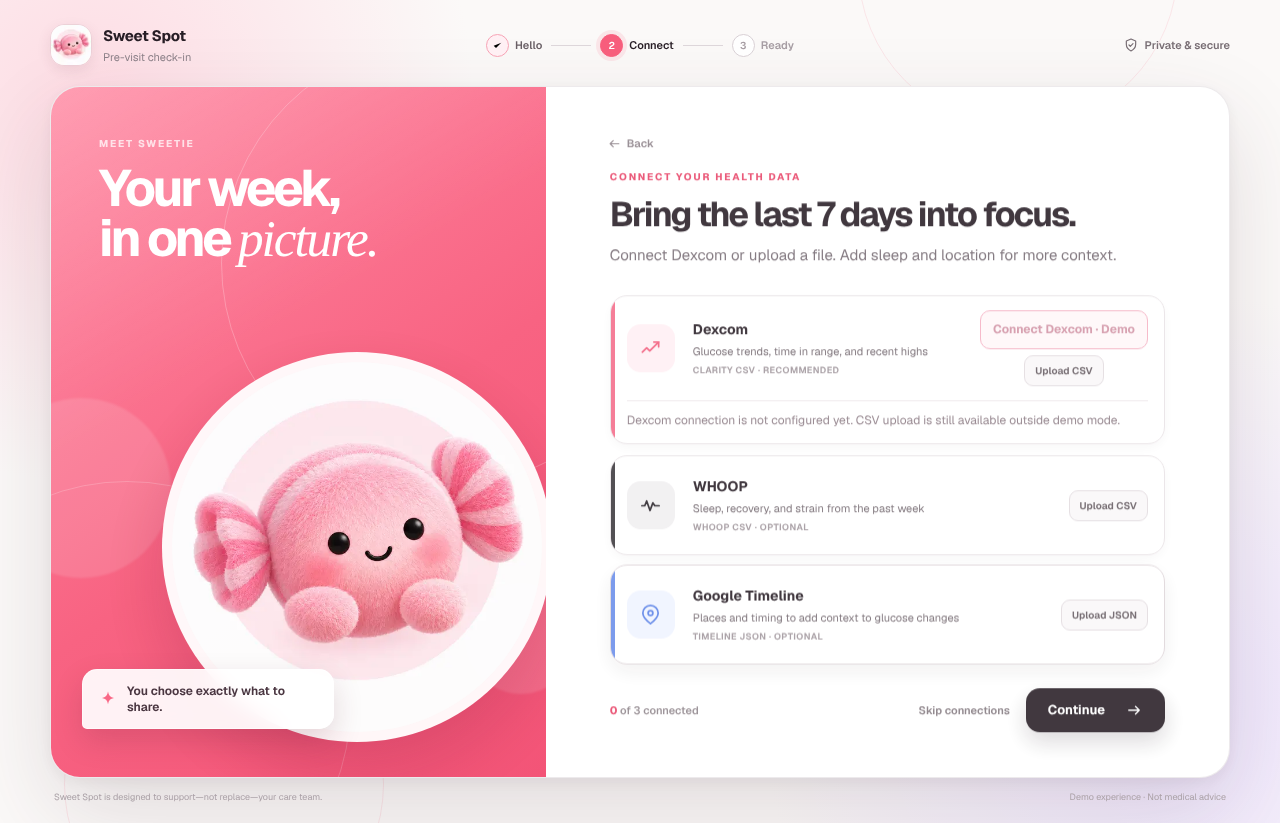 Sweet Spot
Pre-visit check-in
Hello
2 Connect
3 Ready
Private & secure
MEET SWEETIE
Your week,
in one picture.
You choose exactly what to
share.
Back
CONNECT YOUR HEALTH DATA
Bring the last 7 days into focus.
Connect Dexcom or upload a file. Add sleep and location for more context.
Dexcom
Glucose trends, time in range, and recent highs
CLARITY CSV · RECOMMENDED
Connect Dexcom · Demo
Upload CSV
Dexcom connection is not configured yet. CSV upload is still available outside demo mode.
WHOOP
Sleep, recovery, and strain from the past week
WHOOP CSV · OPTIONAL
Upload CSV
Google Timeline
Places and timing to add context to glucose changes
TIMELINE JSON · OPTIONAL
Upload JSON
0 of 3 connected
Skip connections
Continue
Sweet Spot is designed to support—not replace—your care team.
Demo experience · Not medical advice